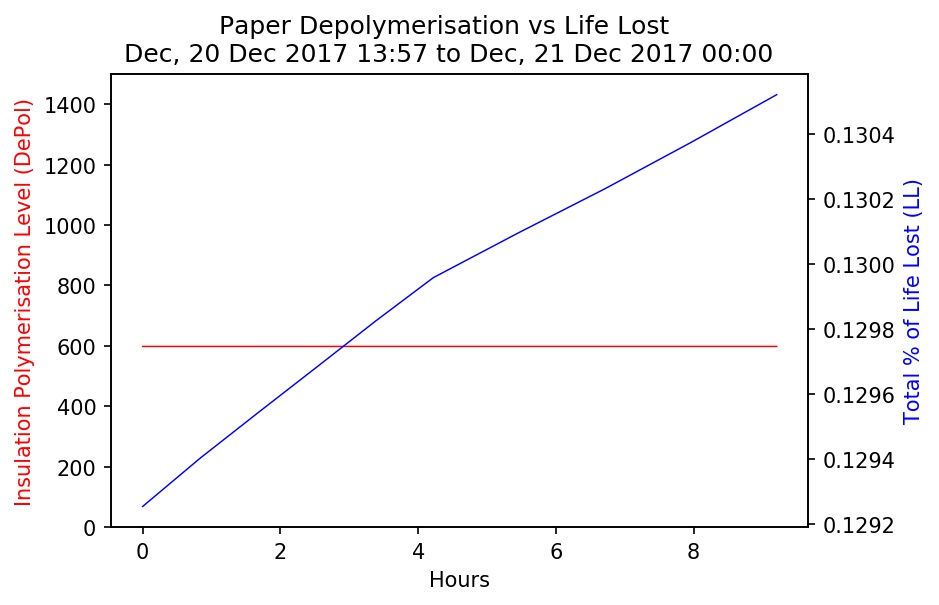 Paper Depolymerisation vs Life Lost
Dec, 20 Dec 2017 13:57 to Dec, 21 Dec 2017 00:00
Insulation Polymerisation Level (DePol)
1400
1200
1000
800
600
400
200
0
0 2 4 6 8
Hours
0.1304
0.1302
0.1300
0.1298
0.1296
0.1294
0.1292
Total % of Life Lost (LL)